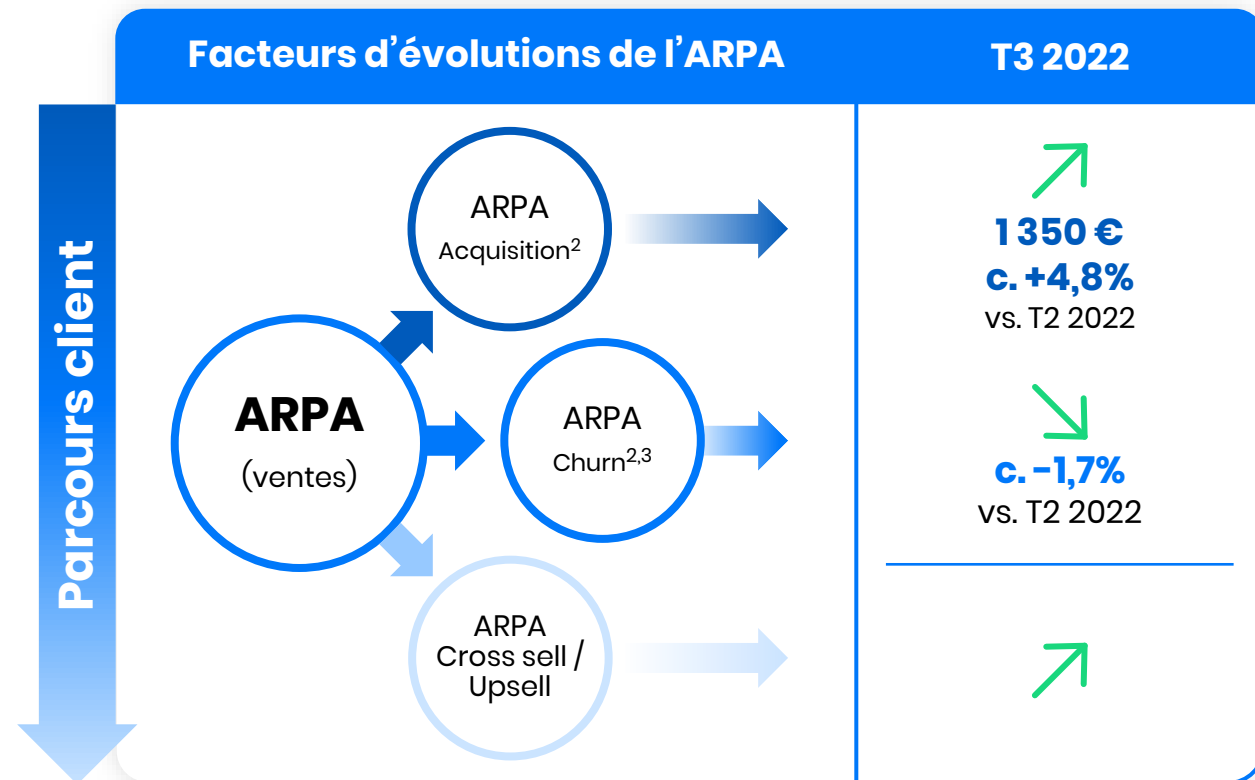 Facteurs d’évolutions de l’ARPA
T3 2022
Parcours client
ARPA
(ventes)
ARPA
Acquisition²
1 350 €
c. +4,8%
vs. T2 2022
ARPA
Churn²,³
c. -1,7%
vs. T2 2022
ARPA
Cross sell /
Upsell